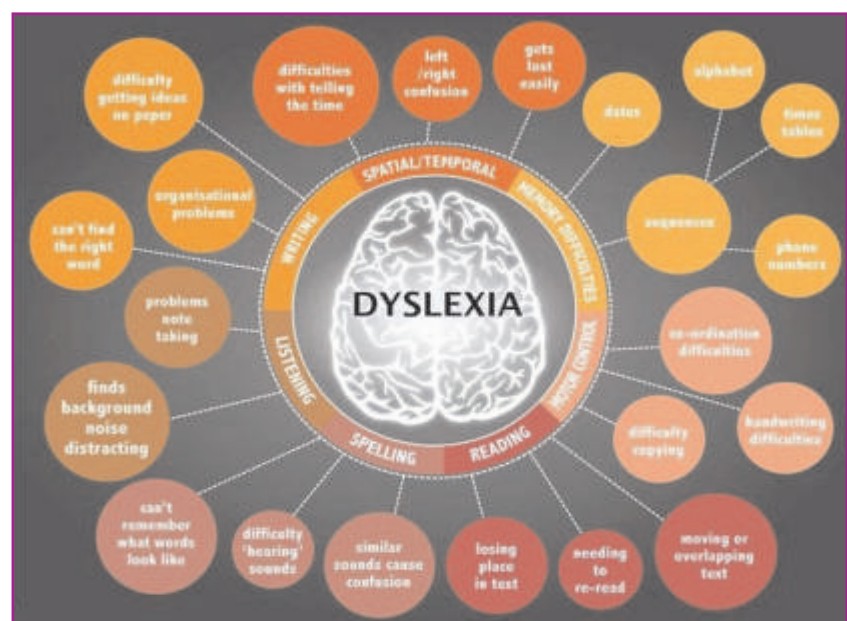 difficulty
getting ideas
no paper
difficulties
with telling
the time
left
/right
confusion
gets
lost
easily
dates
alphabet
times
tables
organisational
problems
SPATIAL/TEMPORAL
MEMORY DIFFICULTIES
sequences
can't find
the right
word
WRITING
phone
numbers
problems
note
taking
DYSLEXIA
co-ordination
difficulties
LISTENING
MOTOR CONTROL
finds
background
noise
distracting
difficulty
copying
handwriting
difficulties
SPELLING
READING
can't
remember
what words
look like
difficulty
'hearing'
sounds
similar
sounds cause
confusion
losing
place
in text
needing
to
re-read
moving or
overlapping
text